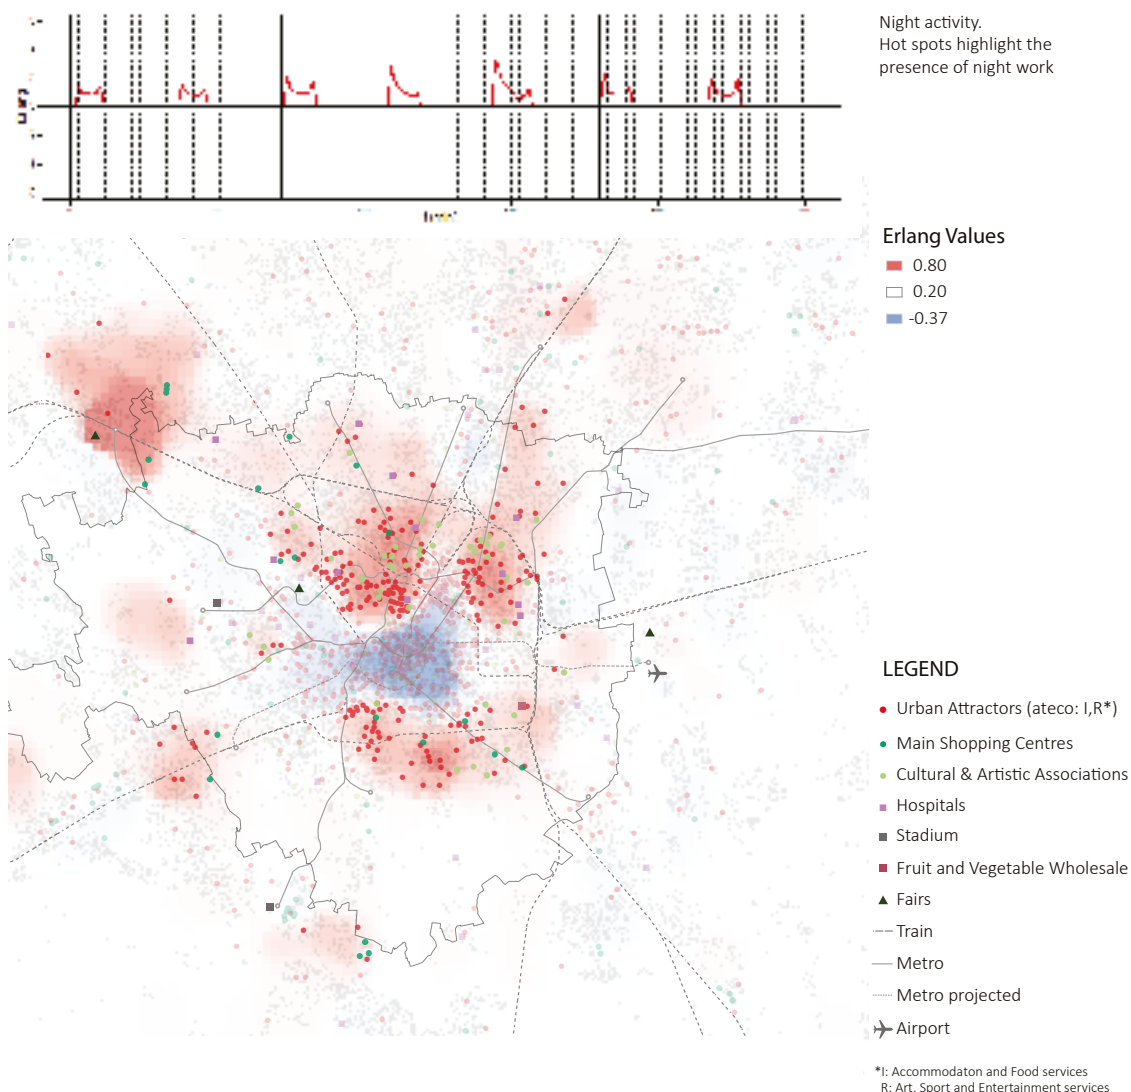 Night activity.
Hot spots highlight the
presence of night work
Erlang Values
0.80
0.20
-0.37
LEGEND
Urban Attractors (ateco: I,R*)
Main Shopping Centres
Cultural & Artistic Associations
Hospitals
Stadium
Fruit and Vegetable Wholesale
Fairs
Train
Metro
Metro projected
Airport
*I: Accommodaton and Food services
R: Art, Sport and Entertainment services